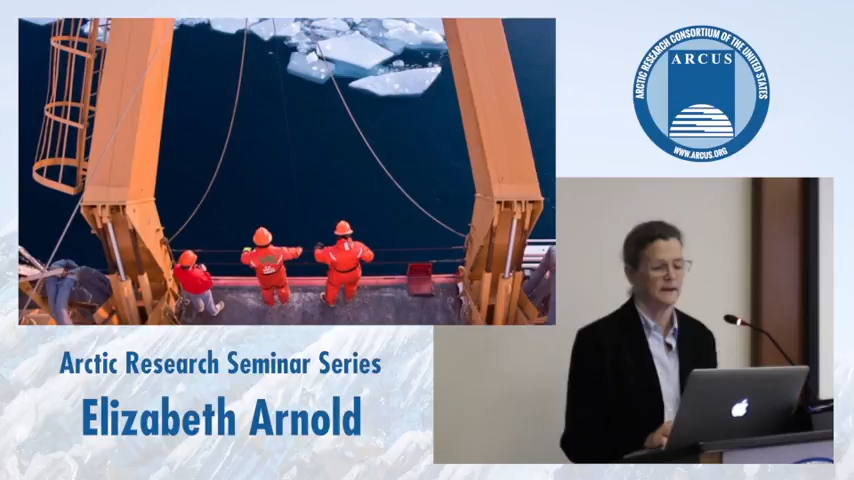 ARCTIC RESEARCH CONSORTIUM OF THE UNITED STATES
ARCUS
WWW.ARCUS.ORG
Arctic Research Seminar Series
Elizabeth Arnold